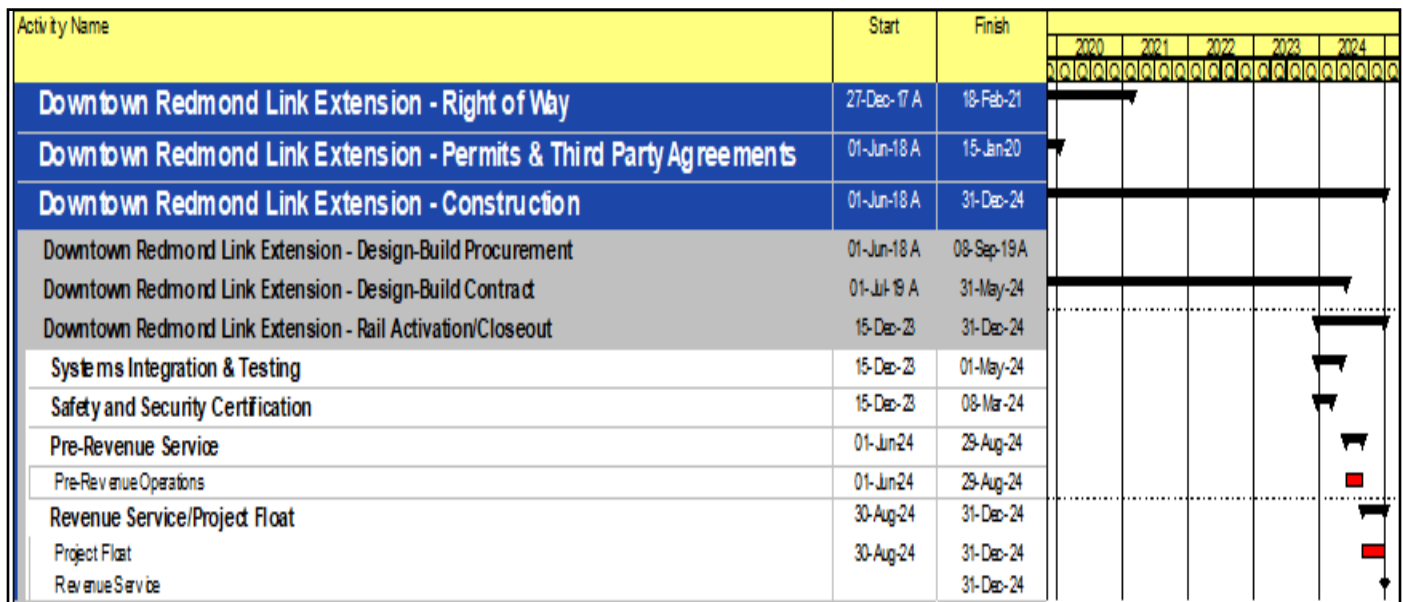 Activity Name Start Finish
2020 2021 2022 2023 2024
Q Q Q Q Q Q Q Q Q Q Q Q Q Q Q Q Q Q Q Q Q Q
Downtown Redmond Link Extension - Right of Way 27-Dec-17 A 18-Feb-21
Downtown Redmond Link Extension - Permits & Third Party Agreements 01-Jun-18 A 15-Jan-20
Downtown Redmond Link Extension - Construction 01-Jun-18 A 31-Dec-24
Downtown Redmond Link Extension - Design-Build Procurement 01-Jun-18 A 08-Sep-19 A
Downtown Redmond Link Extension - Design-Build Contract 01-Jul-19 A 31-May-24
Downtown Redmond Link Extension - Rail Activation/Closeout 15-Dec-23 31-Dec-24
Systems Integration & Testing 15-Dec-23 01-May-24
Safety and Security Certification 15-Dec-23 08-Mar-24
Pre-Revenue Service 01-Jun-24 29-Aug-24
Pre-Revenue Operations 01-Jun-24 29-Aug-24
Revenue Service/Project Float 30-Aug-24 31-Dec-24
Project Float 30-Aug-24 31-Dec-24
Revenue Service 31-Dec-24